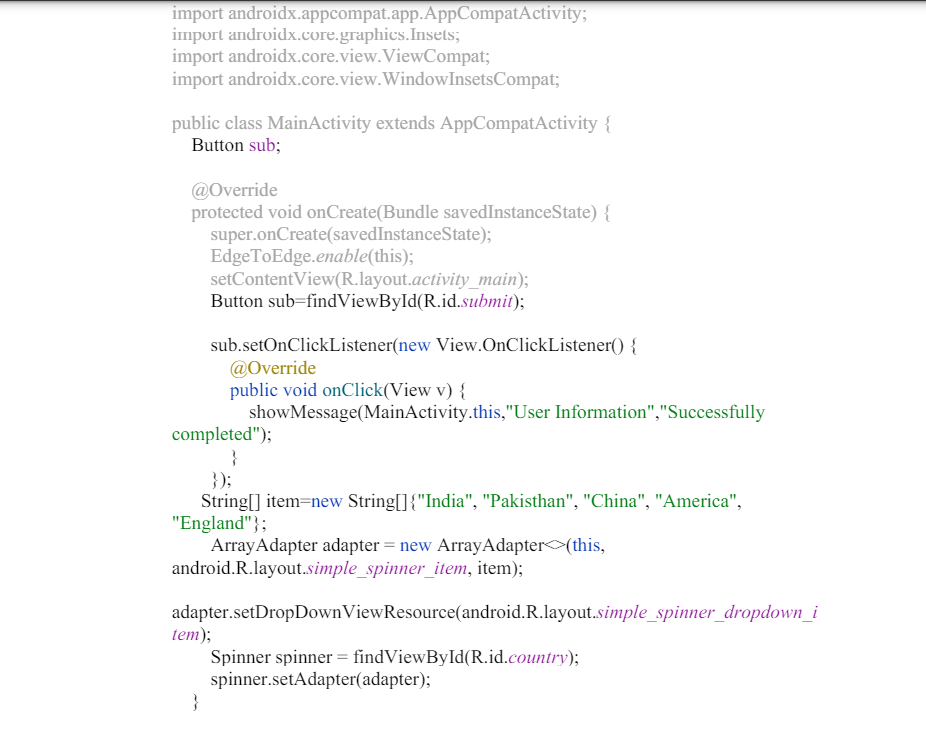 import androidx.appcompat.app.AppCompatActivity;
import androidx.core.graphics.Insets;
import androidx.core.view.ViewCompat;
import androidx.core.view.WindowInsetsCompat;
public class MainActivity extends AppCompatActivity {
Button sub;
@Override
protected void onCreate(Bundle savedInstanceState) {
super.onCreate(savedInstanceState);
EdgeToEdge.enable(this);
setContentView(R.layout.activity_main);
Button sub=findViewById(R.id.submit);
sub.setOnClickListener(new View.OnClickListener() {
@Override
public void onClick(View v) {
showMessage(MainActivity.this,"User Information","Successfully
completed");
}
});
String[] item=new String[]{"India", "Pakisthan", "China", "America",
"England"};
ArrayAdapter adapter = new ArrayAdapter<>(this,
android.R.layout.simple_spinner_item, item);
adapter.setDropDownViewResource(android.R.layout.simple_spinner_dropdown_i
tem);
Spinner spinner = findViewById(R.id.country);
spinner.setAdapter(adapter);
}